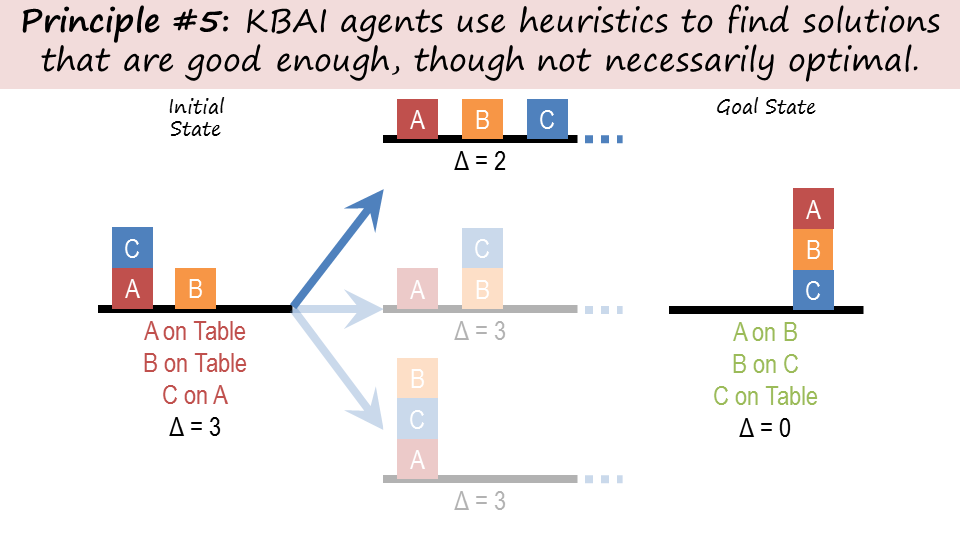 Principle #5: KBAI agents use heuristics to find solutions
that are good enough, though not necessarily optimal.
Initial
State
C
A
B
A on Table
B on Table
C on A
Δ = 3
A B C
Δ = 2
C
A B
Δ = 3
B
C
A
Δ = 3
Goal State
A
B
C
A on B
B on C
C on Table
Δ = 0